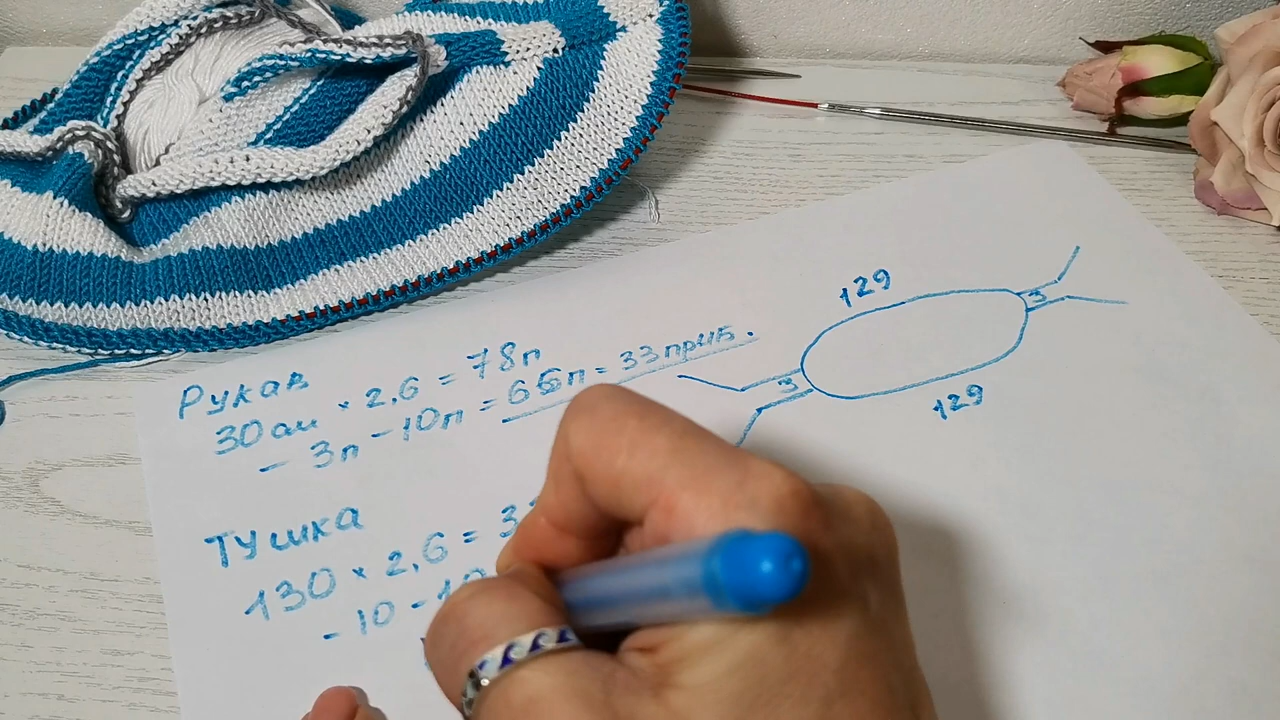 Рукав
30 см × 2,6 = 78п
- 3п - 10п = 65п = 33 приб.
129
3
3
129
Тушка
130 × 2,6 = 3
- 10 - 10